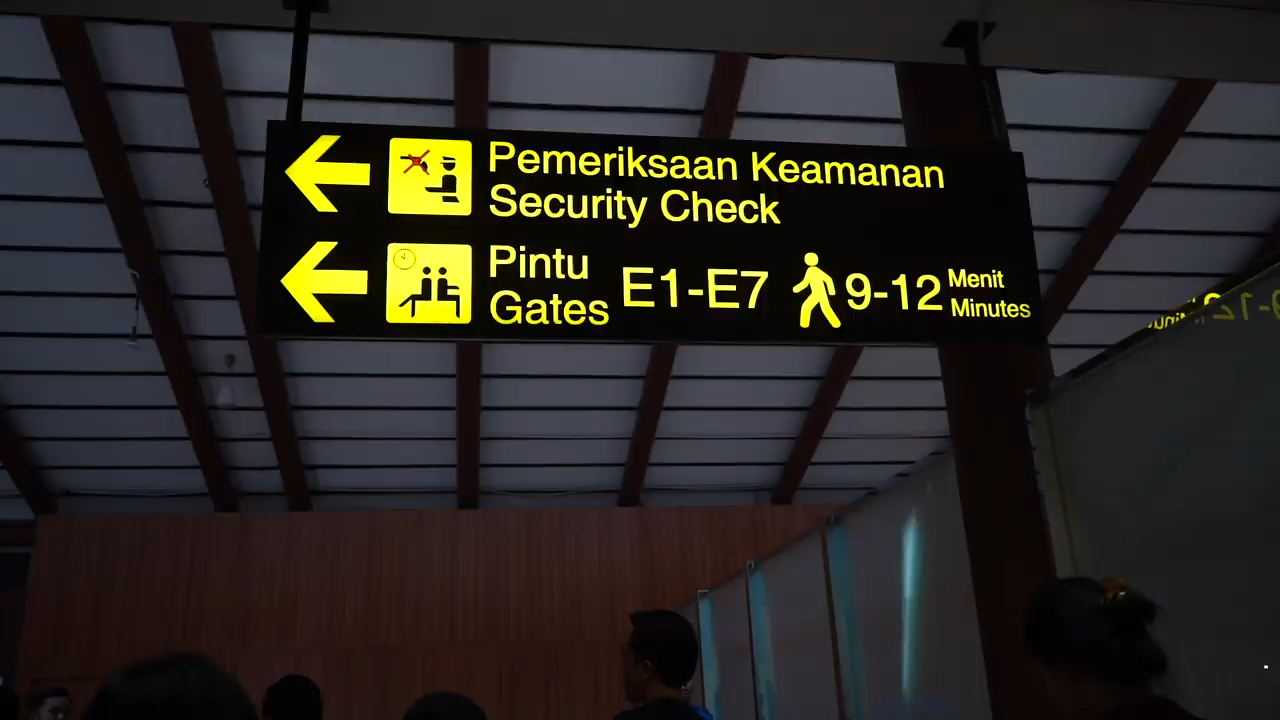 Pemeriksaan Keamanan
Security Check
Pintu
Gates
E1-E7
9-12
Menit
Minutes